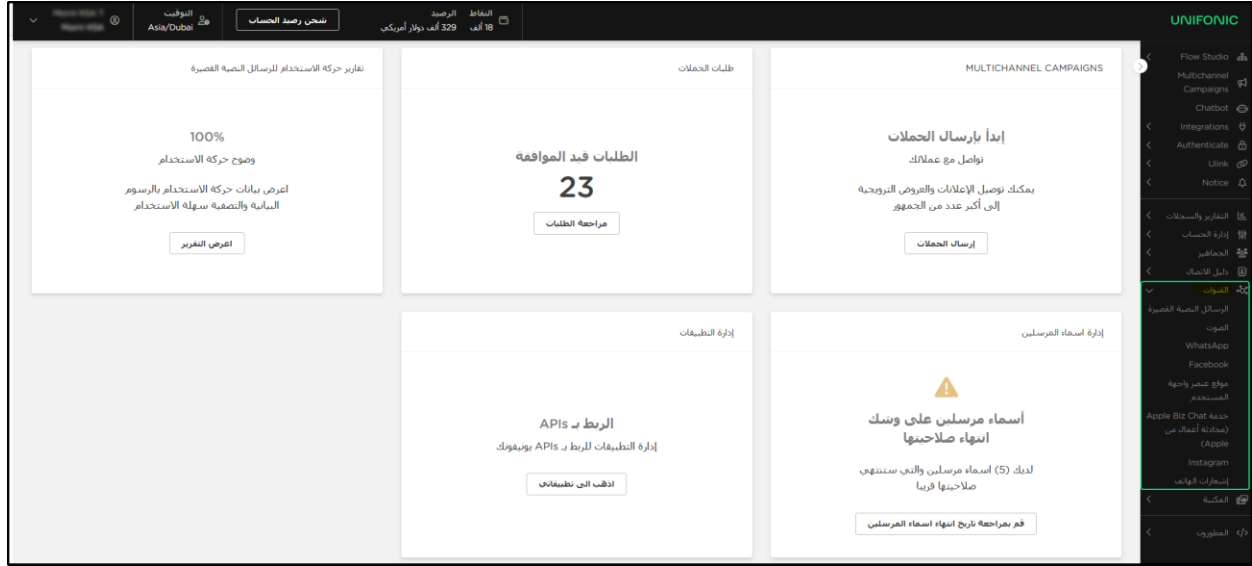 UNIFONIC
النقاط
18 ألف
الرصيد
329 ألف دولار أمريكي
شحن رصيد الحساب
التوقيت
Asia/Dubai
Flow Studio
Multichannel
Campaigns
Chatbot
Integrations
Authenticate
Ulink
Notice
التقارير والسجلات
إدارة الحساب
الجماهير
دليل الاتصال
القنوات
الرسائل النصية القصيرة
الصوت
WhatsApp
Facebook
موقع عنصر واجهة
المستخدم
خدمة Apple Biz Chat
(محادثة أعمال من
Apple)
Instagram
إشعارات الهاتف
المكتبة
المطورون
MULTICHANNEL CAMPAIGNS
إبدأ بإرسال الحملات
تواصل مع عملائك
يمكنك توصيل الإعلانات والعروض الترويجية
إلى أكبر عدد من الجمهور
إرسال الحملات
طلبات الحملات
الطلبات قيد الموافقة
23
مراجعة الطلبات
تقارير حركة الاستخدام للرسائل النصية القصيرة
100%
وضوح حركة الاستخدام
اعرض بيانات حركة الاستخدام بالرسوم
البيانية والتصفية سهلة الاستخدام
اعرض التقرير
إدارة اسماء المرسلين
أسماء مرسلين على وشك
انتهاء صلاحيتها
لديك (5) اسماء مرسلين والتي ستنتهي
صلاحيتها قريبا
قم بمراجعة تاريخ انتهاء اسماء المرسلين
إدارة التطبيقات
الربط بـ APIs
إدارة التطبيقات للربط بـ APIs يونيفونك
اذهب الى تطبيقاتي